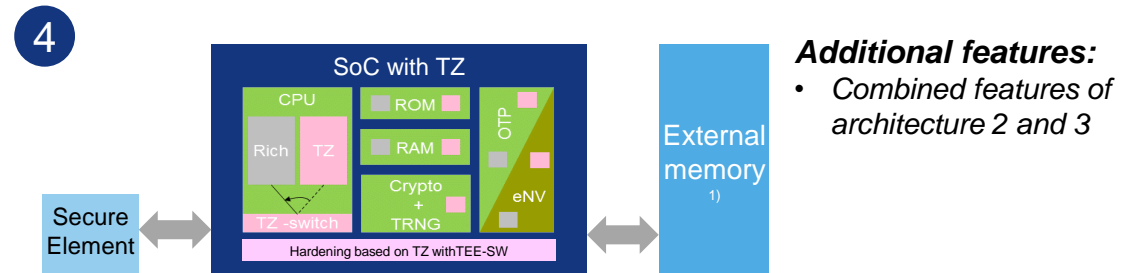 4
SoC with TZ
CPU
Rich
TZ
TZ -switch
ROM
RAM
Crypto
+
TRNG
OTP
eNV
Hardening based on TZ withTEE-SW
Secure
Element
External
memory
1)
Additional features:
• Combined features of
architecture 2 and 3